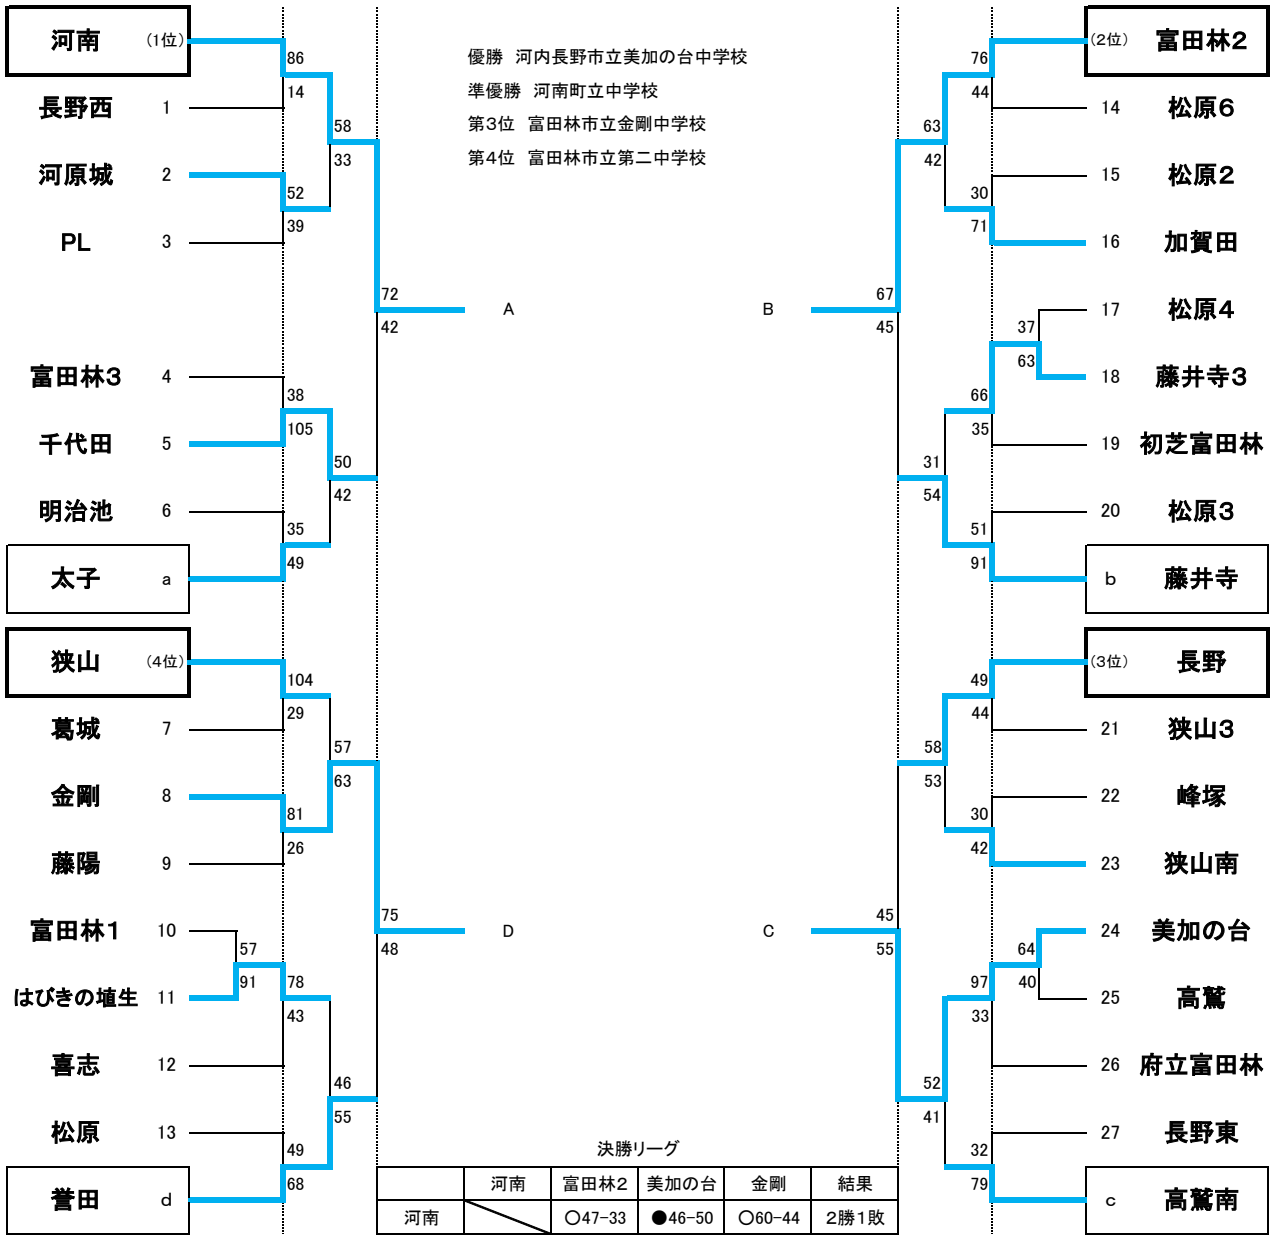 優勝 河内長野市立美加の台中学校
準優勝 河南町立中学校
第3位 富田林市立金剛中学校
第4位 富田林市立第二中学校
河南 (1位)
86
14
長野西 1
58
33
河原城 2
52
39
PL 3
72
42
A
富田林3 4
38
105
千代田 5
50
42
明治池 6
35
49
太子 a
狭山 (4位)
104
29
葛城 7
57
63
金剛 8
81
26
藤陽 9
75
48
D
富田林1 10
57
91
はびきの埴生 11
78
43
喜志 12
46
55
松原 13
49
68
誉田 d
(2位) 富田林2
76
44
14 松原6
63
42
15 松原2
30
71
16 加賀田
B
67
45
17 松原4
37
63
18 藤井寺3
66
35
19 初芝富田林
31
54
20 松原3
51
91
b 藤井寺
(3位) 長野
49
44
21 狭山3
58
53
22 峰塚
30
42
23 狭山南
C
45
55
24 美加の台
64
40
25 高鷲
97
33
26 府立富田林
52
41
27 長野東
32
79
c 高鷲南
決勝リーグ
河南 富田林2 美加の台 金剛 結果
河南 ○47-33 ●46-50 ○60-44 2勝1敗